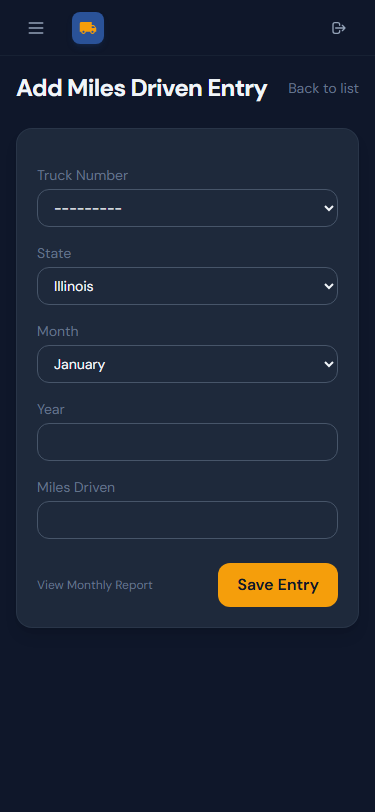 Add Miles Driven Entry
Back to list
Truck Number
---------
State
Illinois
Month
January
Year
Miles Driven
View Monthly Report
Save Entry